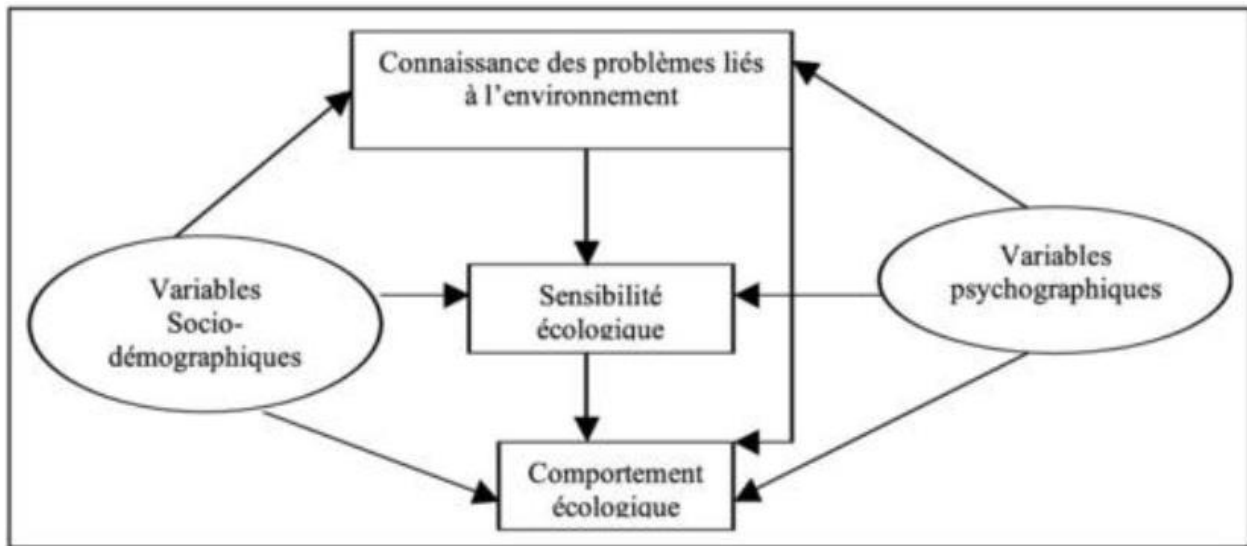 Connaissance des problèmes liés
à l'environnement
Variables
Socio-
démographiques
Sensibilité
écologique
Variables
psychographiques
Comportement
écologique